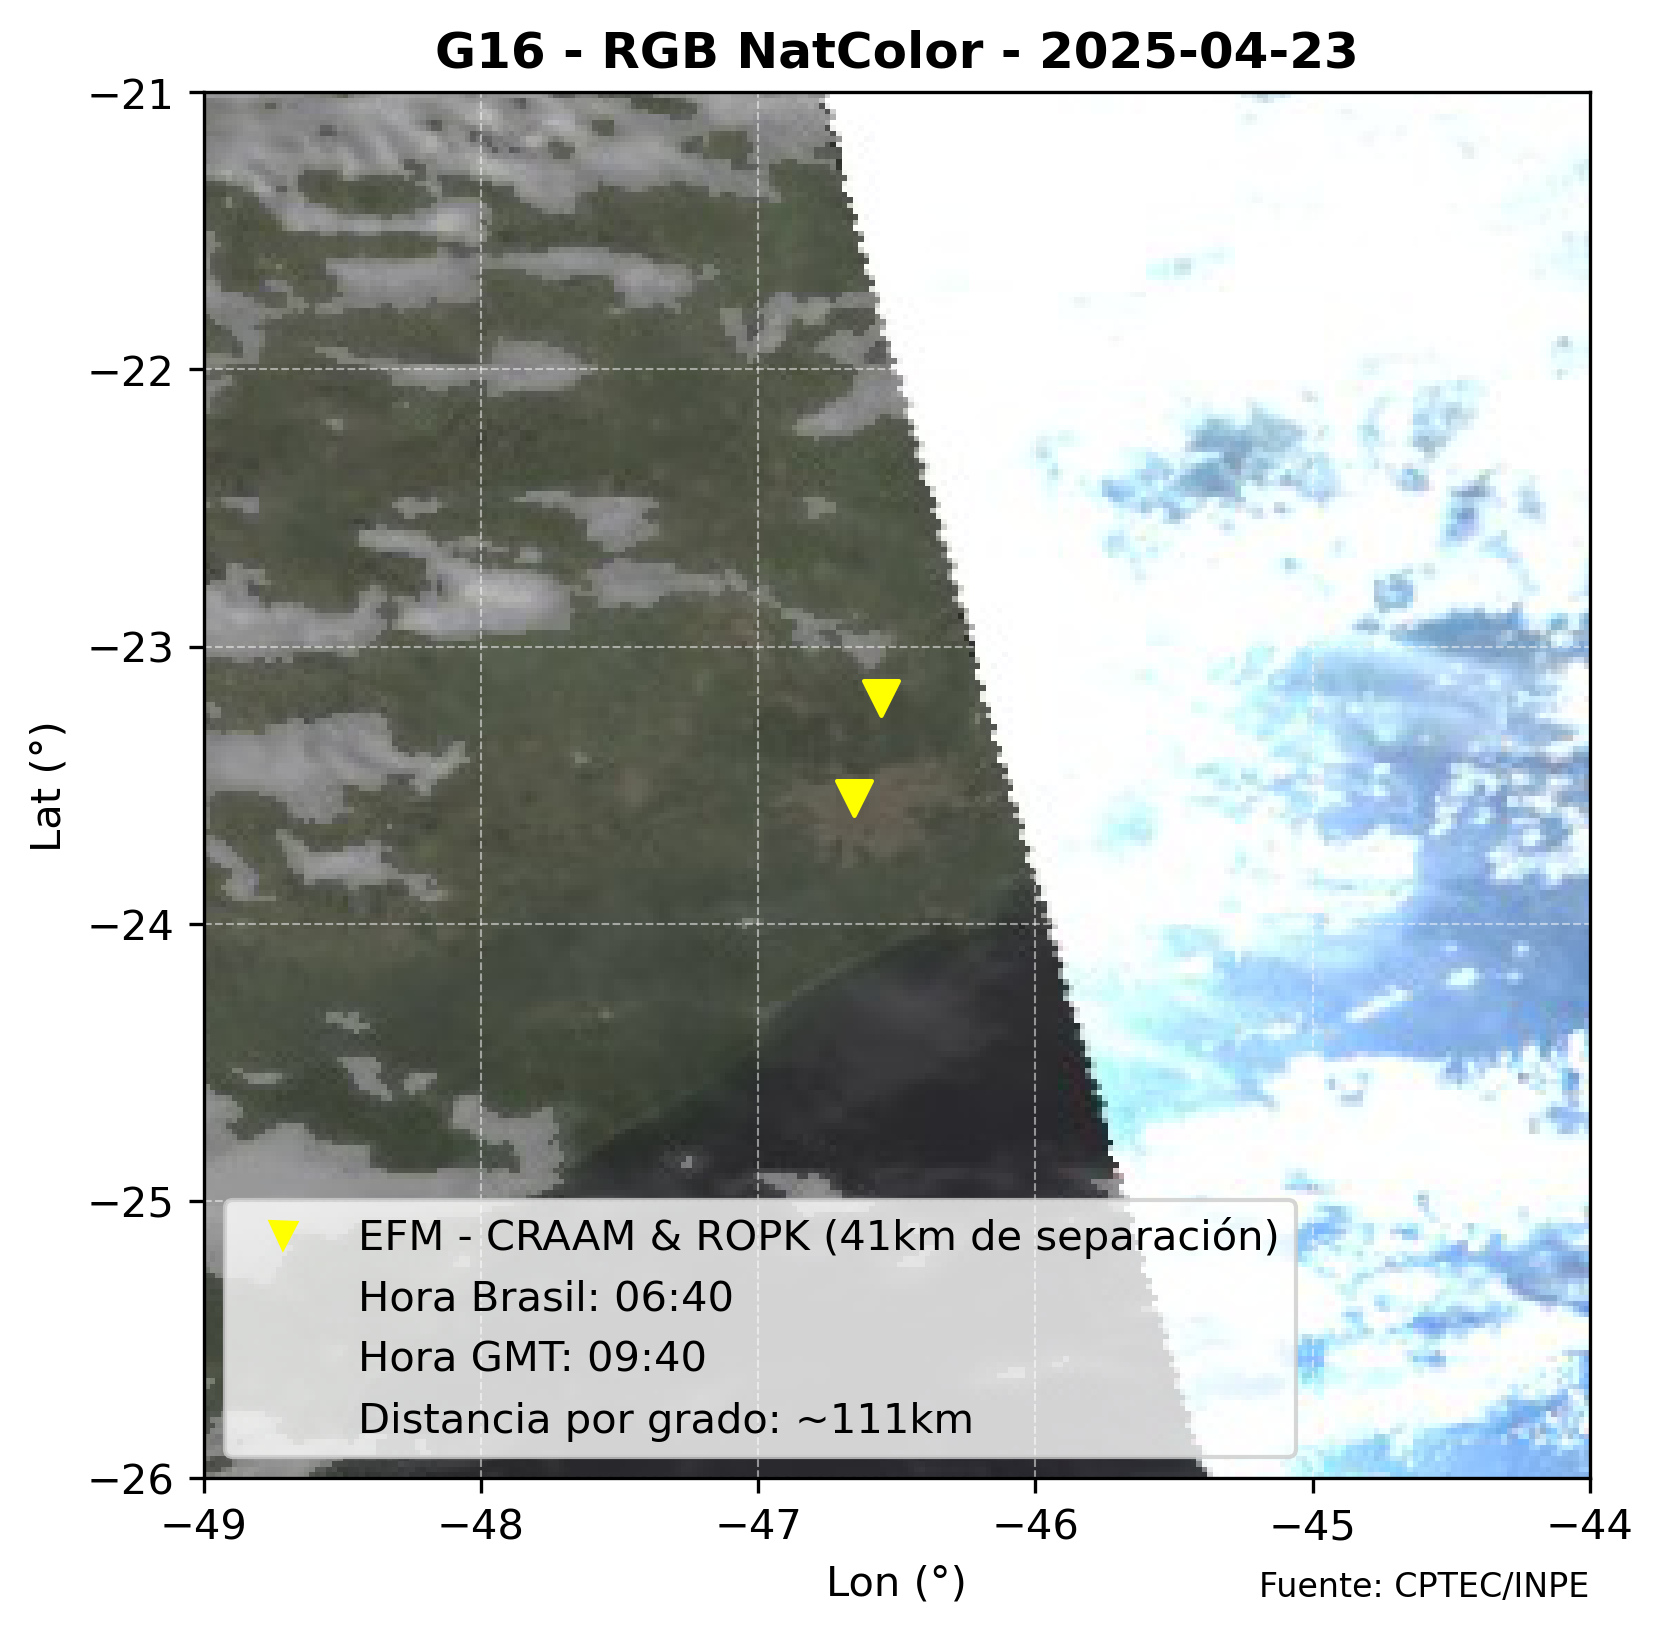 G16 - RGB NatColor - 2025-04-23
−21
−22
−23
−24
−25
−26
Lat (°)
EFM - CRAAM & ROPK (41km de separación)
Hora Brasil: 06:40
Hora GMT: 09:40
Distancia por grado: ~111km
−49 −48 −47 −46 −45 −44
Lon (°)
Fuente: CPTEC/INPE